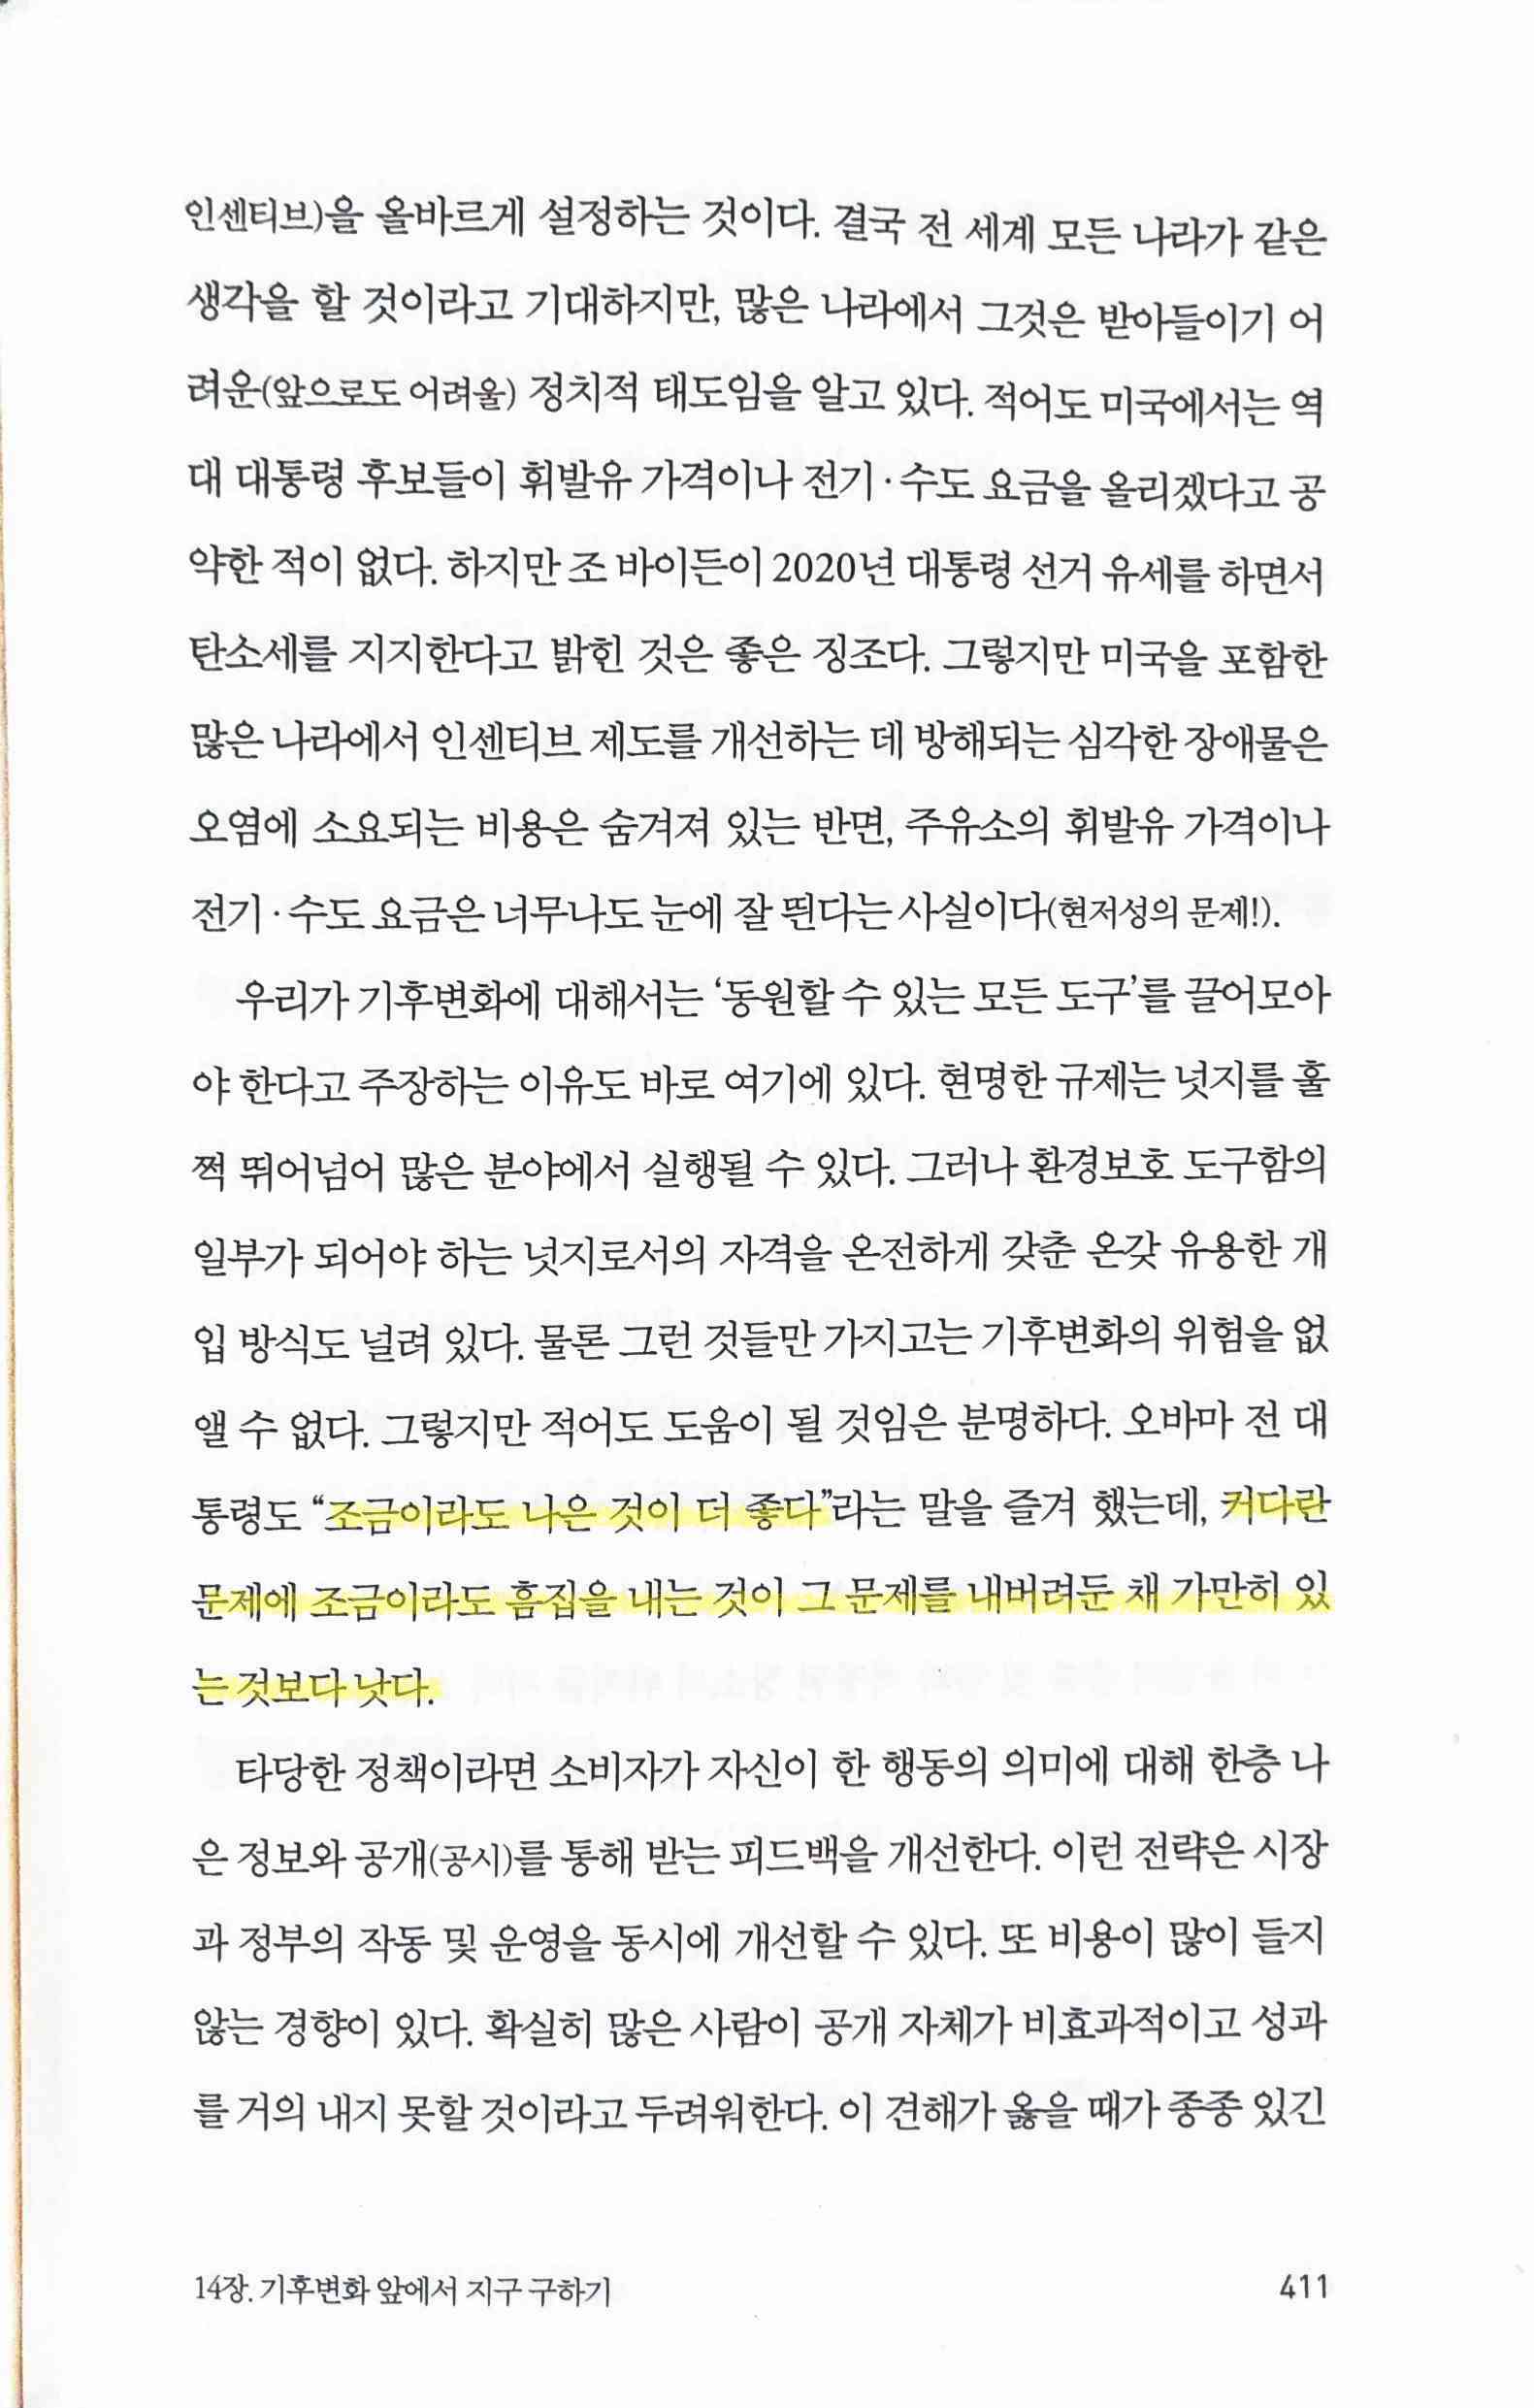 인센티브)을 올바르게 설정하는 것이다. 결국 전 세계 모든 나라가 같은
생각을 할 것이라고 기대하지만, 많은 나라에서 그것은 받아들이기 어
려운(앞으로도 어려울) 정치적 태도임을 알고 있다. 적어도 미국에서는 역
대 대통령 후보들이 휘발유 가격이나 전기·수도 요금을 올리겠다고 공
약한 적이 없다. 하지만 조 바이든이 2020년 대통령 선거 유세를 하면서
탄소세를 지지한다고 밝힌 것은 좋은 징조다. 그렇지만 미국을 포함한
많은 나라에서 인센티브 제도를 개선하는 데 방해되는 심각한 장애물은
오염에 소요되는 비용은 숨겨져 있는 반면, 주유소의 휘발유 가격이나
전기·수도 요금은 너무나도 눈에 잘 띈다는 사실이다(현저성의 문제!).
우리가 기후변화에 대해서는 ‘동원할 수 있는 모든 도구’를 끌어모아
야 한다고 주장하는 이유도 바로 여기에 있다. 현명한 규제는 넛지를 훌
쩍 뛰어넘어 많은 분야에서 실행될 수 있다. 그러나 환경보호 도구함의
일부가 되어야 하는 넛지로서의 자격을 온전하게 갖춘 온갖 유용한 개
입 방식도 널려 있다. 물론 그런 것들만 가지고는 기후변화의 위험을 없
앨 수 없다. 그렇지만 적어도 도움이 될 것임은 분명하다. 오바마 전 대
통령도 “조금이라도 나은 것이 더 좋다”라는 말을 즐겨 했는데, 커다란
문제에 조금이라도 흠집을 내는 것이 그 문제를 내버려둔 채 가만히 있
는 것보다 낫다.
타당한 정책이라면 소비자가 자신이 한 행동의 의미에 대해 한층 나
은 정보와 공개(공시)를 통해 받는 피드백을 개선한다. 이런 전략은 시장
과 정부의 작동 및 운영을 동시에 개선할 수 있다. 또 비용이 많이 들지
않는 경향이 있다. 확실히 많은 사람이 공개 자체가 비효과적이고 성과
를 거의 내지 못할 것이라고 두려워한다. 이 견해가 옳을 때가 종종 있긴
14장. 기후변화 앞에서 지구 구하기
411